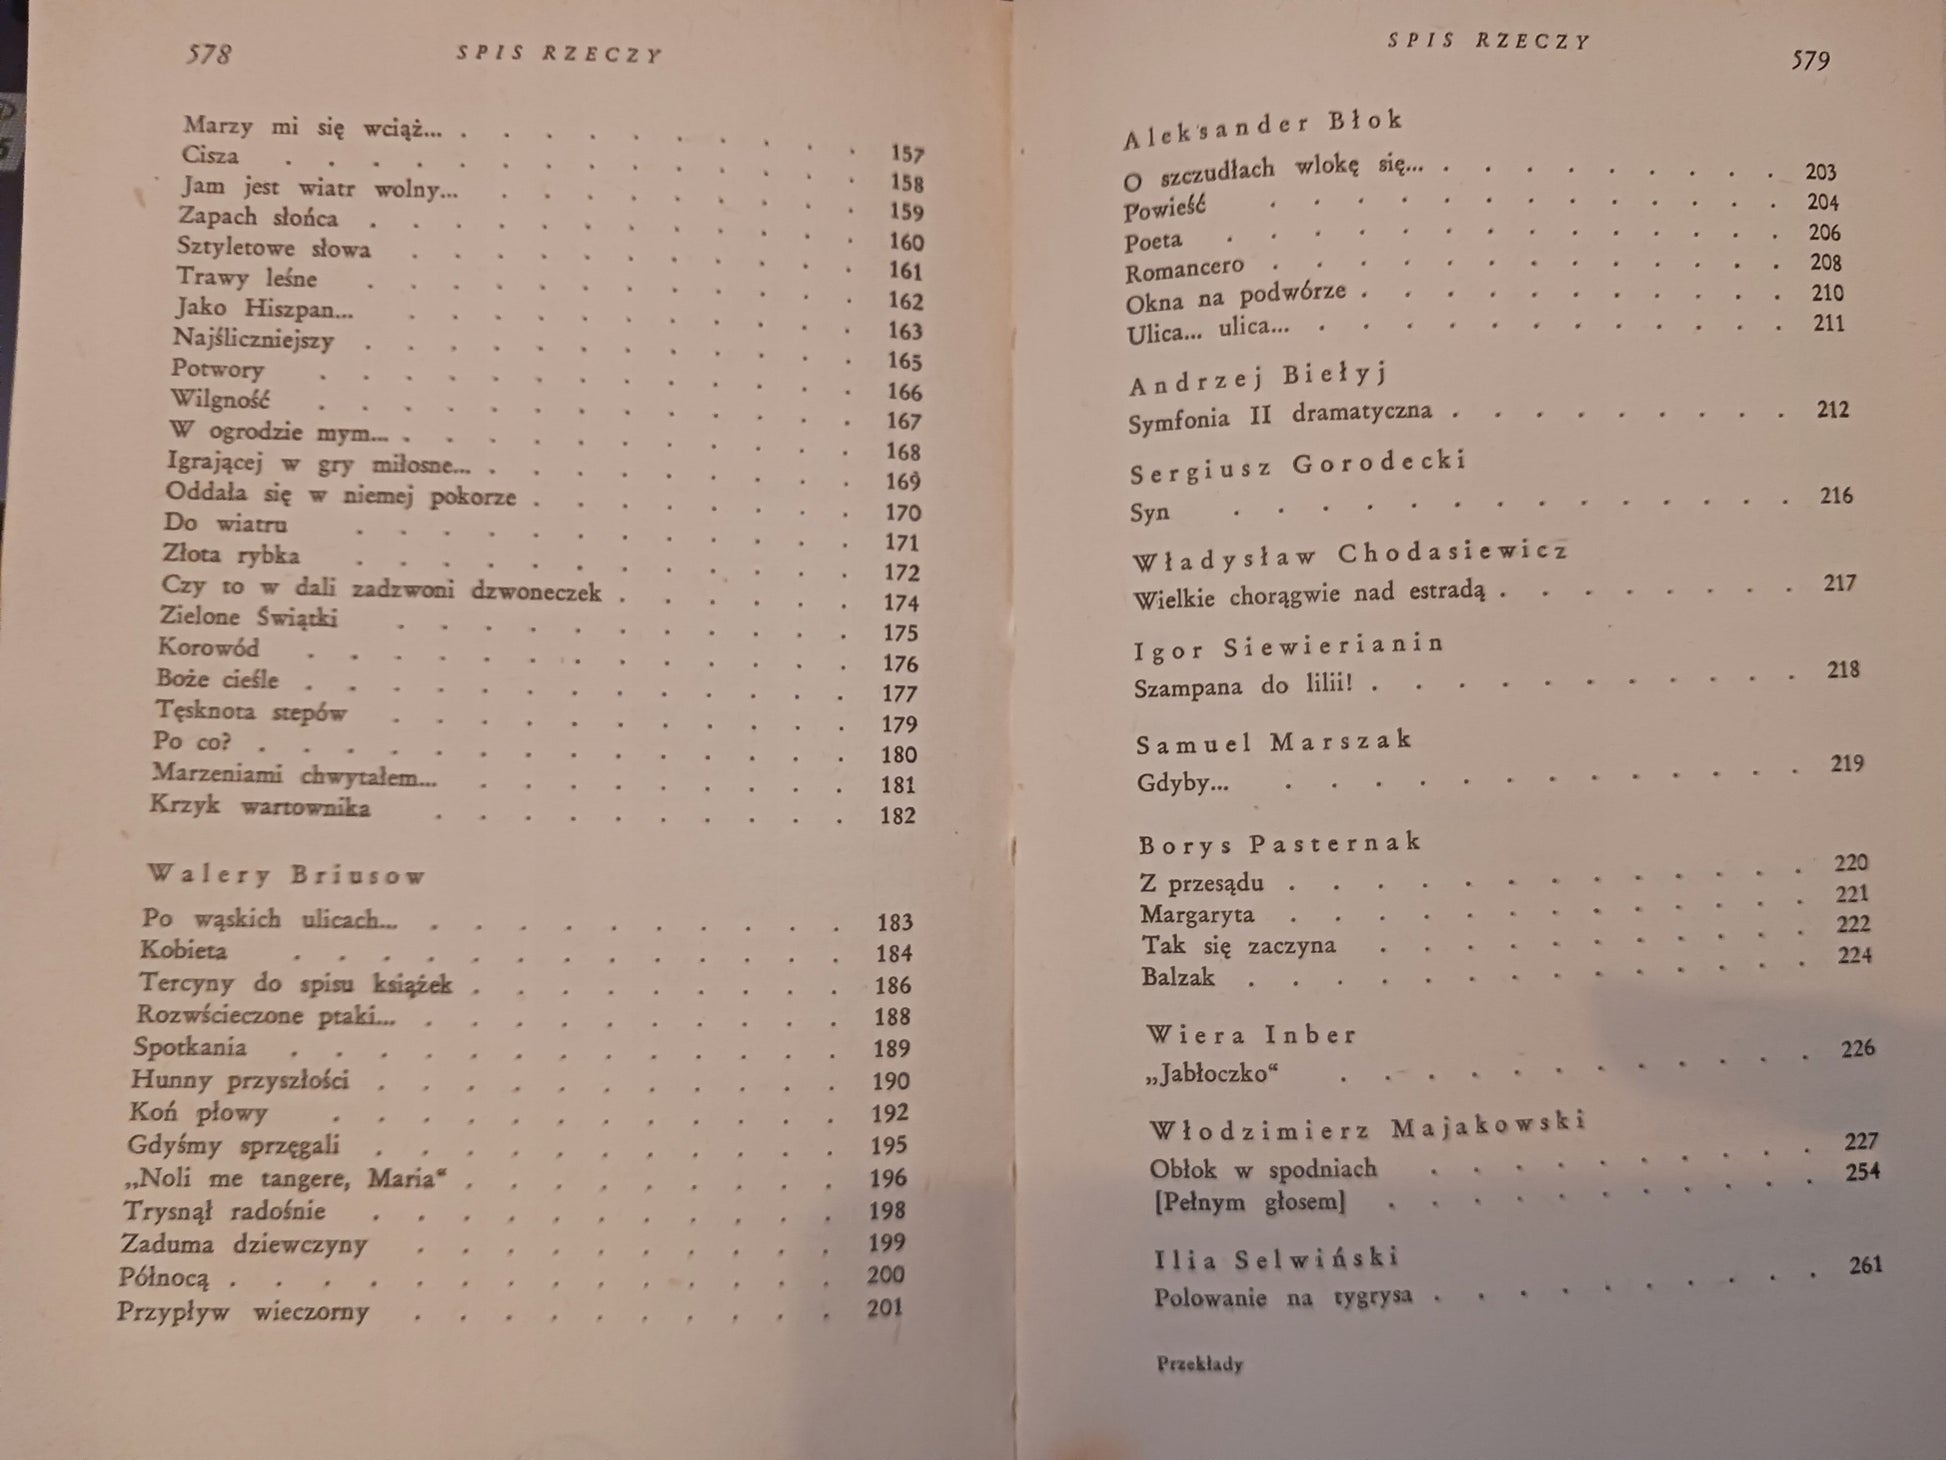 578
SPIS RZECZY
Marzy mi się wciąż... 157
Cisza 158
Jam jest wiatr wolny... 159
Zapach słońca 160
Sztyletowe słowa 161
Trawy leśne 162
Jako Hiszpan... 163
Najśliczniejszy 165
Potwory 166
Wilgność 167
W ogrodzie mym... 168
Igrającej w gry miłosne... 169
Oddała się w niemej pokorze 170
Do wiatru 171
Złota rybka 172
Czy to w dali zadzwoni dzwoneczek 174
Zielone Świątki 175
Korowód 176
Boże cieśle 177
Tęsknota stepów 179
Po co? 180
Marzeniami chwytałem... 181
Krzyk wartownika 182
Walery Briusow
Po wąskich ulicach... 183
Kobieta 184
Tercyny do spisu książek 186
Rozwścieczone ptaki... 188
Spotkania 189
Hunny przyszłości 190
Koń płowy 192
Gdyśmy sprzęgali 195
„Noli me tangere, Maria“ 196
Trysnął radośnie 198
Zaduma dziewczyny 199
Północą 200
Przypływ wieczorny 201
SPIS RZECZY
579
Aleksander Błok
O szczudłach wlokę się... 203
Powieść 204
Poeta 206
Romancero 208
Okna na podwórze 210
Ulica... ulica... 211
Andrzej Biełyj
Symfonia II dramatyczna 212
Sergiusz Gorodecki
Syn 216
Władysław Chodasiewicz
Wielkie chorągwie nad estradą 217
Igor Siewierianin
Szampana do lilii! 218
Samuel Marszak
Gdyby... 219
Borys Pasternak
Z przesądu 220
Margaryta 221
Tak się zaczyna 222
Balzak 224
Wiera Inber
„Jabłoczko“ 226
Włodzimierz Majakowski
Obłok w spodniach 227
[Pełnym głosem] 254
Ilia Selwiński
Polowanie na tygrysa 261
Przekłady